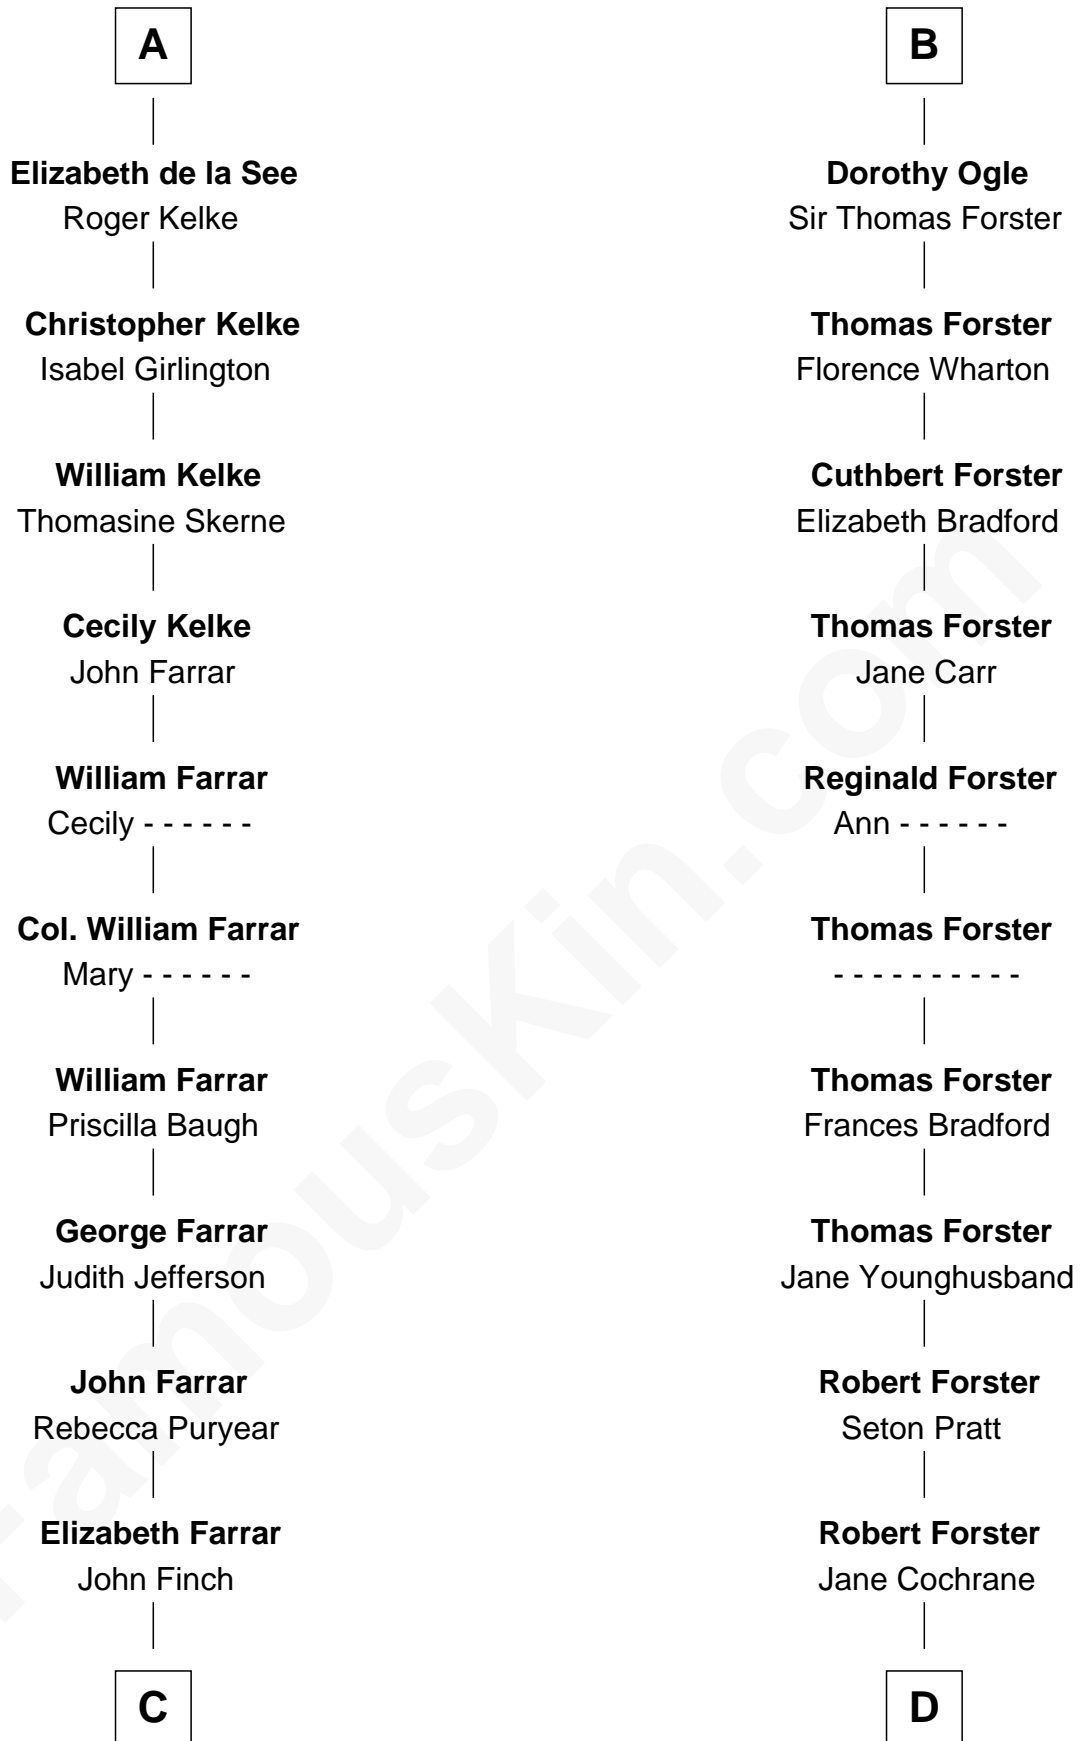 A
Elizabeth de la See
Roger Kelke
Christopher Kelke
Isabel Girlington
William Kelke
Thomasine Skerne
Cecily Kelke
John Farrar
William Farrar
Cecily - - - - - -
Col. William Farrar
Mary - - - - - -
William Farrar
Priscilla Baugh
George Farrar
Judith Jefferson
John Farrar
Rebecca Puryear
Elizabeth Farrar
John Finch
C
B
Dorothy Ogle
Sir Thomas Forster
Thomas Forster
Florence Wharton
Cuthbert Forster
Elizabeth Bradford
Thomas Forster
Jane Carr
Reginald Forster
Ann - - - - - -
Thomas Forster
- - - - - - - - - -
Thomas Forster
Frances Bradford
Thomas Forster
Jane Younghusband
Robert Forster
Seton Pratt
Robert Forster
Jane Cochrane
D
FamousKin.com